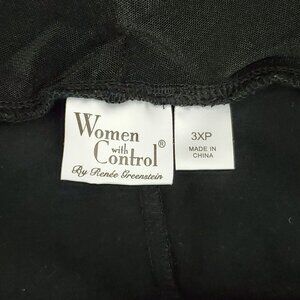 Women
with
Control®
By Renée Greenstein
3XP
MADE IN
CHINA